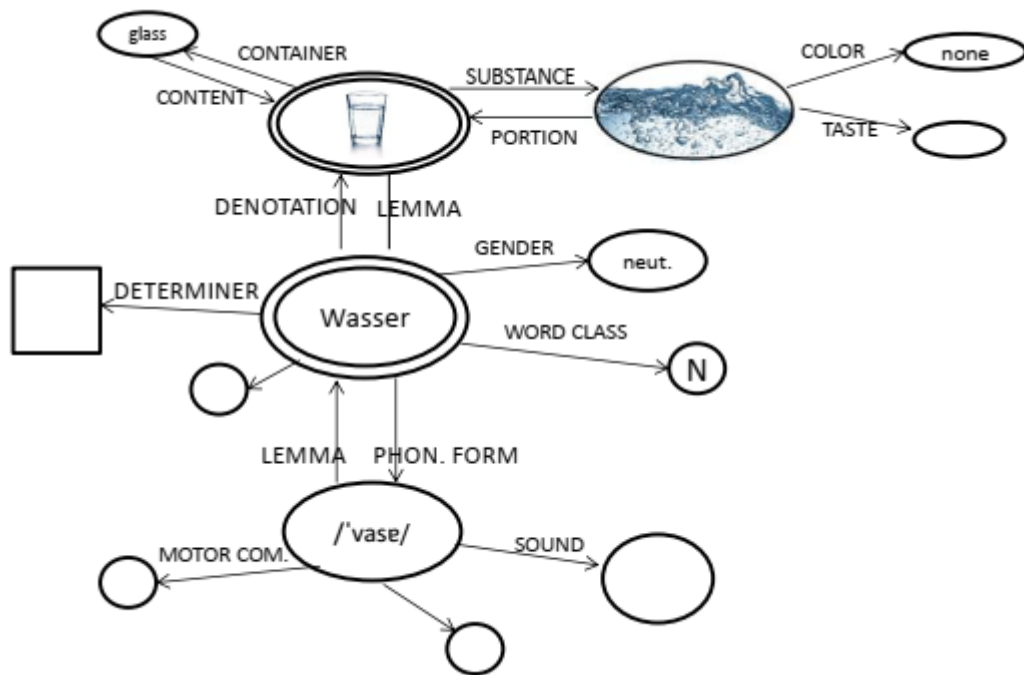 glass
CONTAINER
COLOR
none
CONTENT
SUBSTANCE
PORTION
TASTE
DENOTATION
LEMMA
GENDER
neut.
DETERMINER
Wasser
WORD CLASS
N
LEMMA
PHON. FORM
/ˈvasɐ/
MOTOR COM.
SOUND